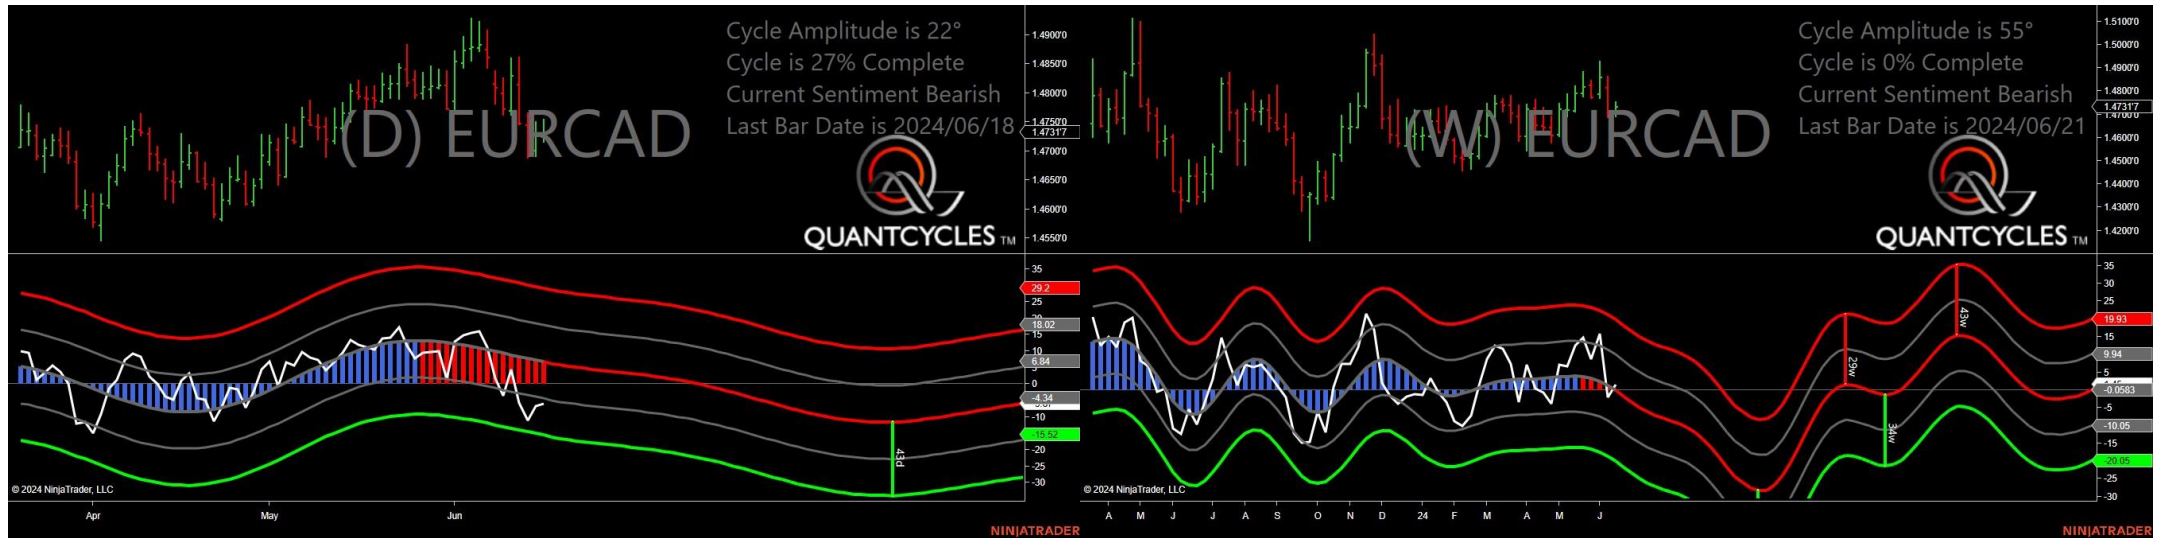 Cycle Amplitude is 22°
Cycle is 27% Complete
Current Sentiment Bearish
Last Bar Date is 2024/06/18
(D) EURCAD
QUANTCYCLES TM
1.4900'0
1.4850'0
1.4800'0
1.4750'0
1.4731'7
1.4700'0
1.4650'0
1.4600'0
1.4550'0
35
29.2
25
20
18.02
15
10
6.84
5
0
-4.34
-10
-15.52
-20
-25
-30
43d
© 2024 NinjaTrader, LLC
Apr May Jun
NINJATRADER
Cycle Amplitude is 55°
Cycle is 0% Complete
Current Sentiment Bearish
Last Bar Date is 2024/06/21
(W) EURCAD
QUANTCYCLES TM
1.5100'0
1.5000'0
1.4900'0
1.4800'0
1.4731'7
1.4700'0
1.4600'0
1.4500'0
1.4400'0
1.4300'0
1.4200'0
35
30
25
19.93
15
9.94
5
-0.0583
-5
-10.05
-15
-20.05
-25
-30
29w
34w
43w
© 2024 NinjaTrader, LLC
A M J J A S O N D 24 F M A M J
NINJATRADER